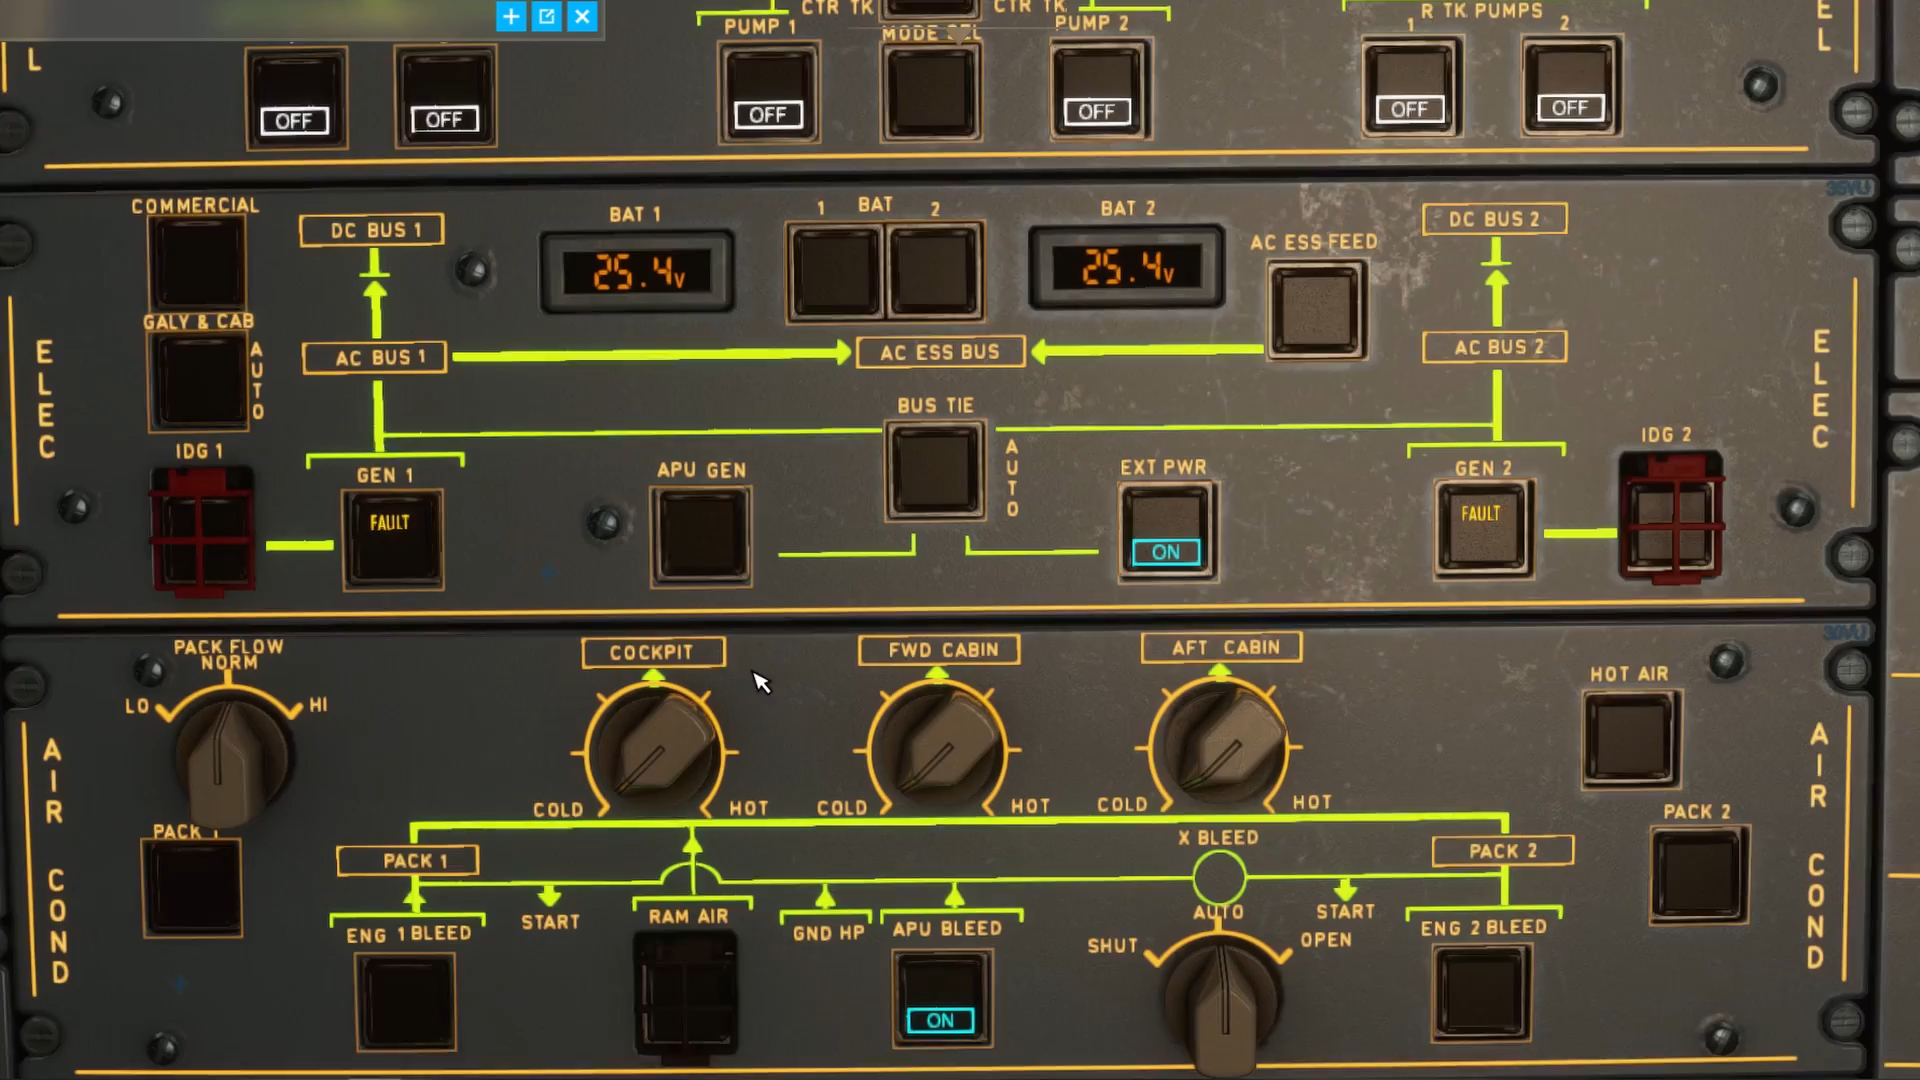 CTR TK
CTR TK
R TK PUMPS
PUMP 1
PUMP 2
1
2
L
E
L
OFF
OFF
OFF
OFF
OFF
OFF
COMMERCIAL
DC BUS 1
BAT 1
1 BAT 2
BAT 2
DC BUS 2
25.4V
25.4V
AC ESS FEED
GALY & CAB
AUTO
AC BUS 1
AC ESS BUS
AC BUS 2
ELEC
ELEC
BUS TIE
AUTO
IDG 1
GEN 1
APU GEN
EXT PWR
GEN 2
IDG 2
FAULT
ON
FAULT
PACK FLOW
NORM
LO
HI
COCKPIT
FWD CABIN
AFT CABIN
HOT AIR
COLD
HOT
COLD
HOT
COLD
HOT
AIR COND
AIR COND
PACK 1
PACK 1
X BLEED
PACK 2
PACK 2
START
RAM AIR
GND HP
APU BLEED
AUTO
START
ENG 1 BLEED
SHUT
OPEN
ENG 2 BLEED
ON